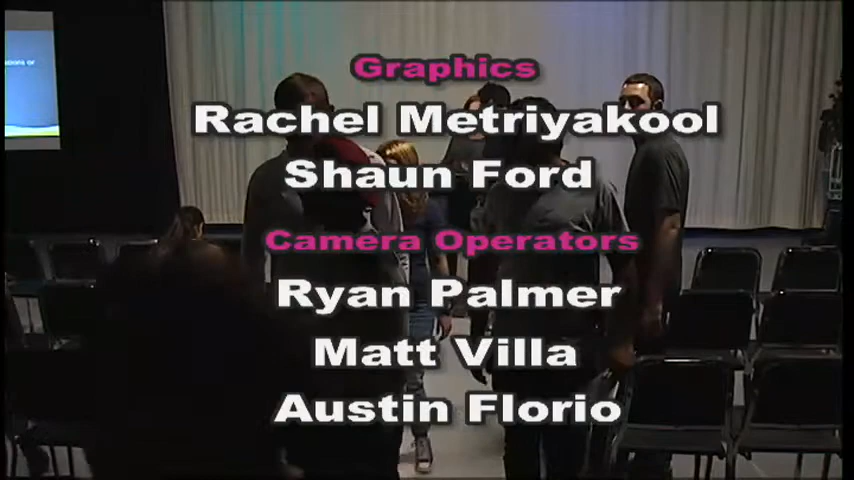 Graphics
Rachel Metriyakool
Shaun Ford
Camera Operators
Ryan Palmer
Matt Villa
Austin Florio